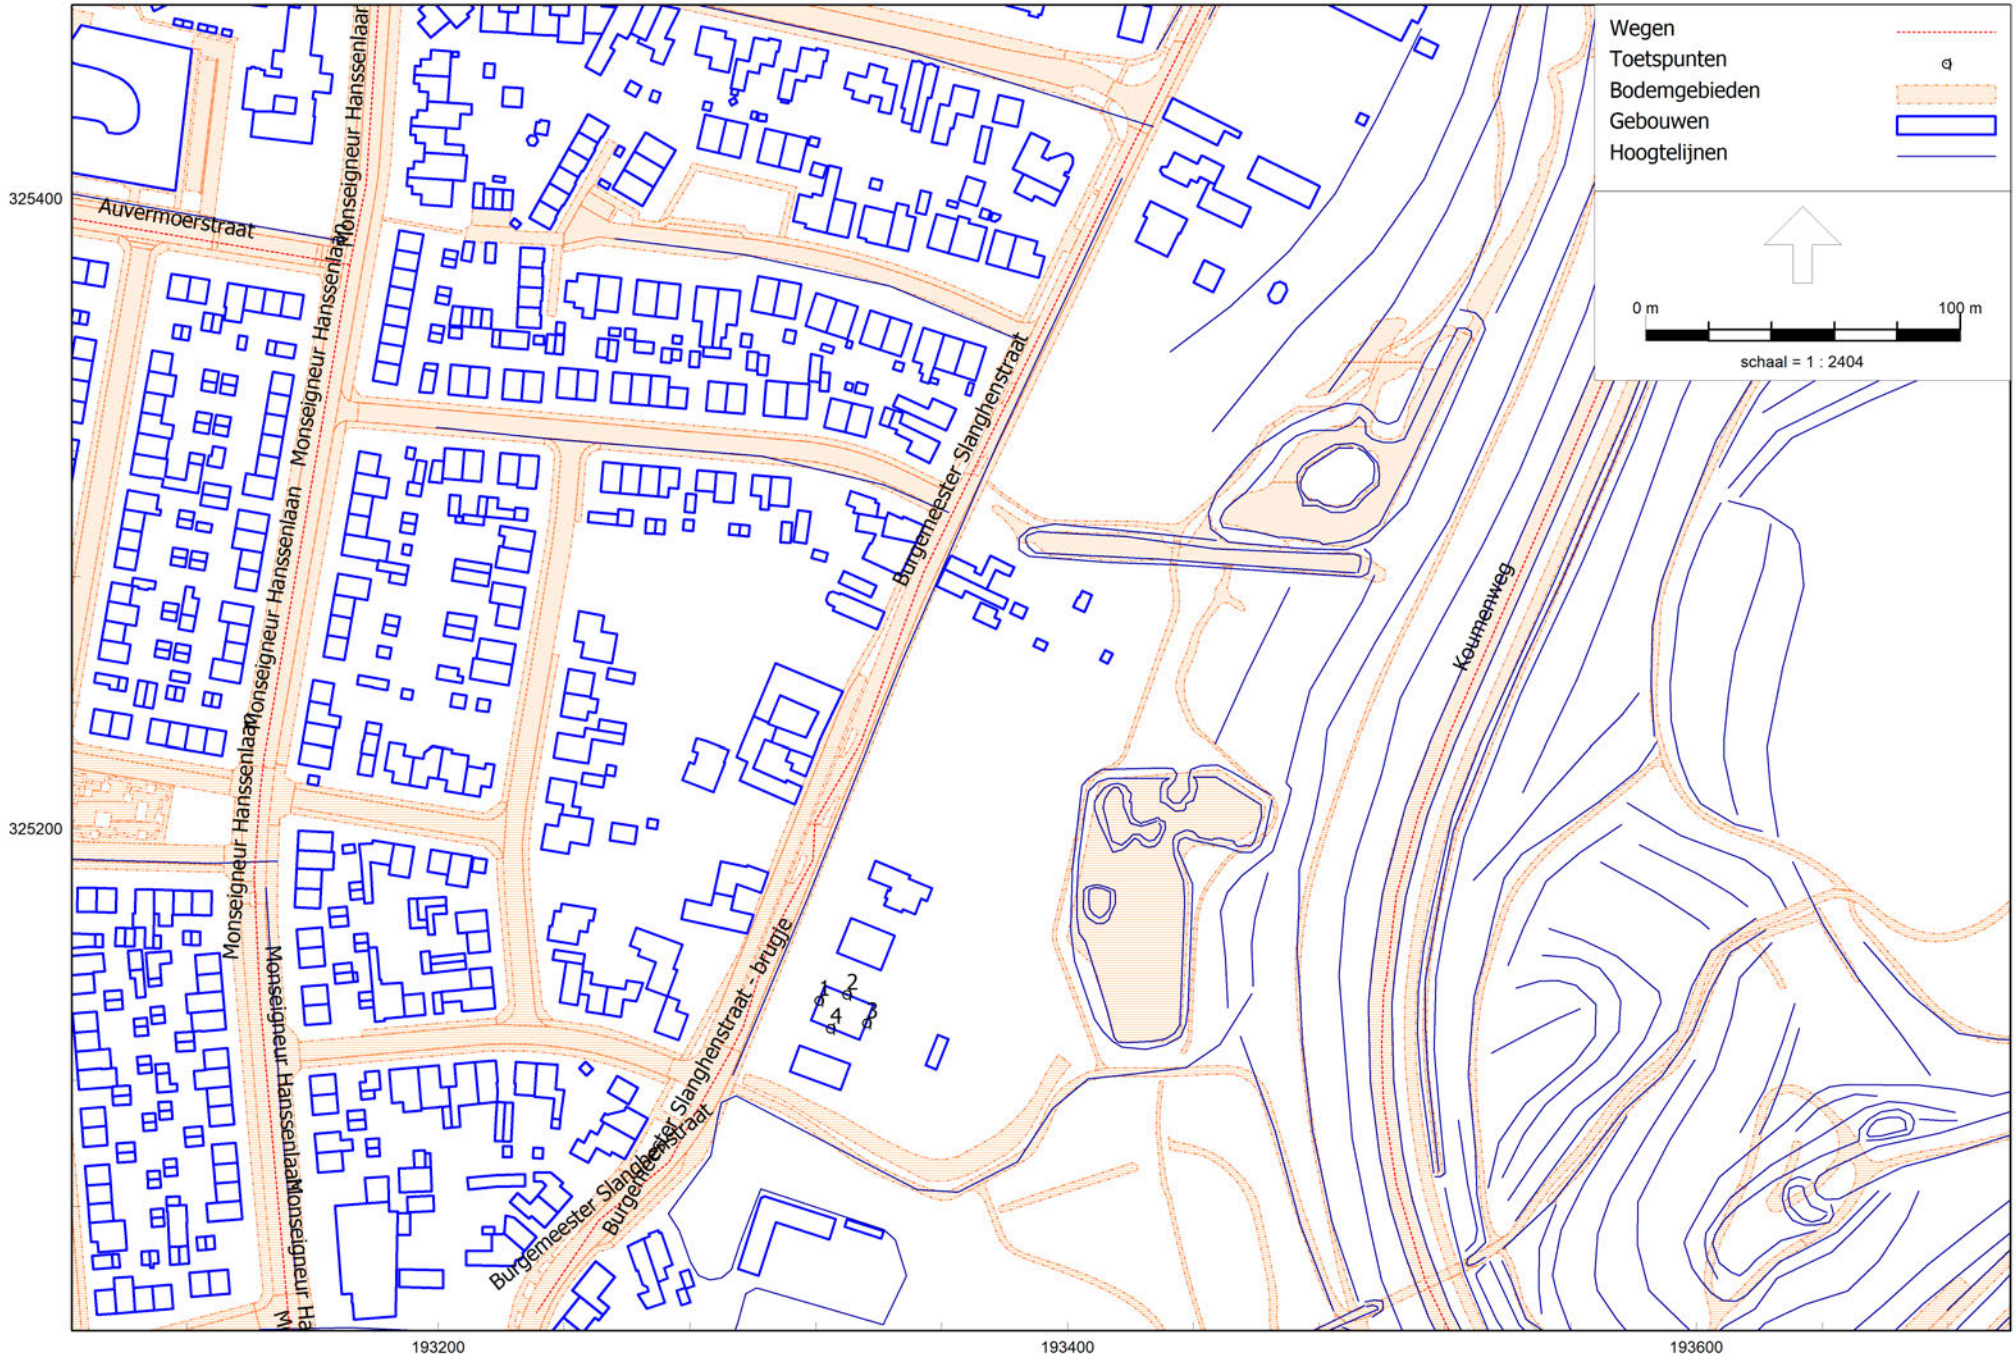 Wegen
Toetspunten
Bodemgebieden
Gebouwen
Hoogtelijnen
0 m 100 m
schaal = 1 : 2404
325400
325200
193200 193400 193600
Auvermoerstraat
Monseigneur Hanssenlaan
Monseigneur Hanssenlaan
Monseigneur Hanssenlaan
Monseigneur Hanssenlaan
Monseigneur Hanssenlaan
Monseigneur Hanssenlaan
Monseigneur Hanssenlaan
Monseigneur Ha
Burgemeester Slanghenstraat
Burgemeester Slanghenstraat
Burgemeester Slanghenstraat - brugje
Burgemeester Slanghenstraat
Koumenweg
1
2
3
4